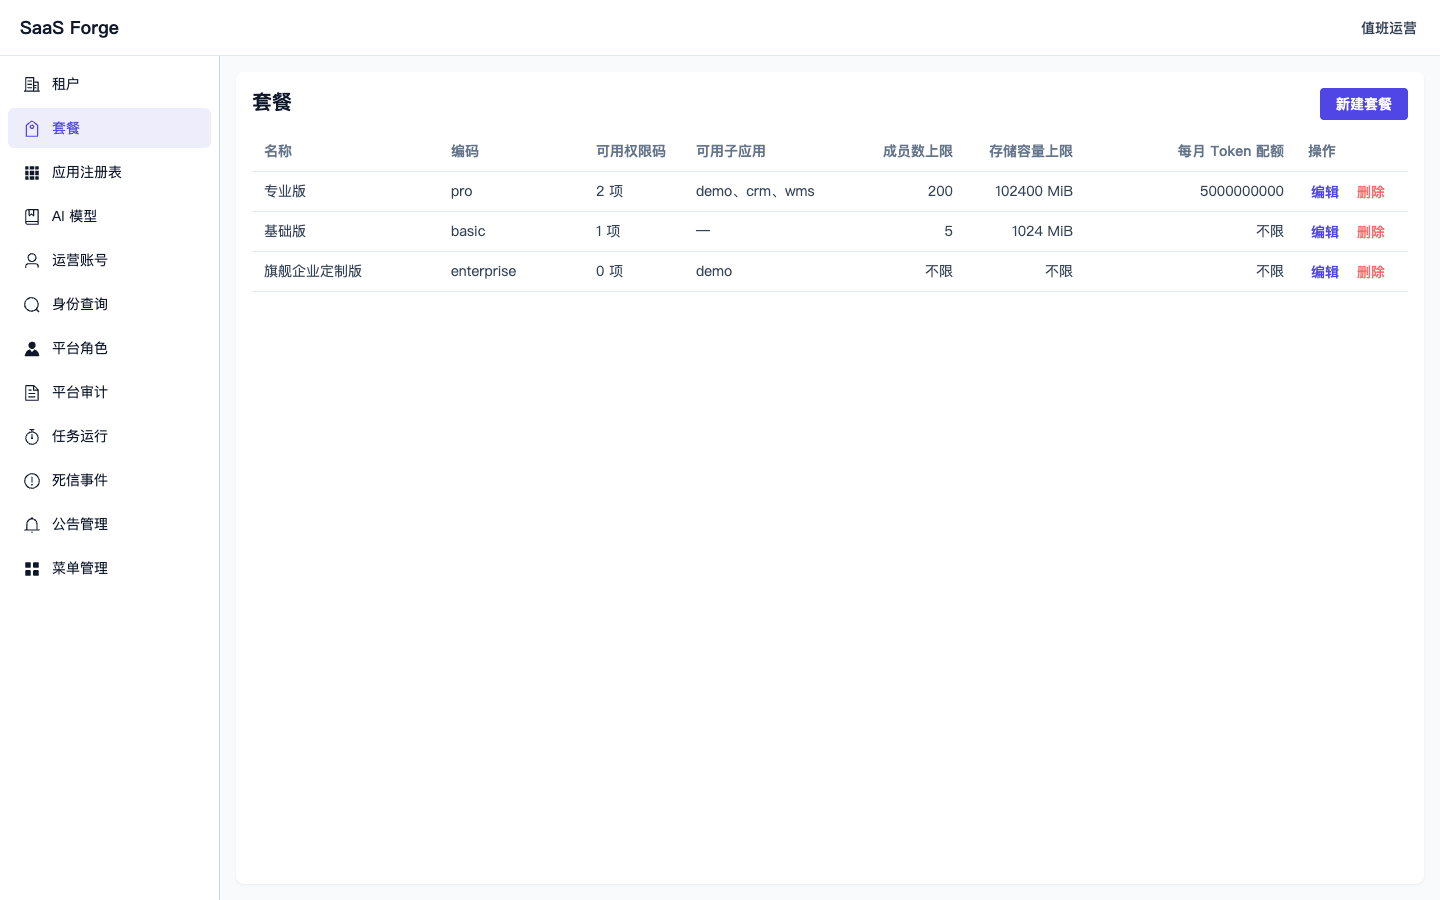 SaaS Forge
值班运营
租户
套餐
应用注册表
AI 模型
运营账号
身份查询
平台角色
平台审计
任务运行
死信事件
公告管理
菜单管理
套餐
新建套餐
名称 编码 可用权限码 可用子应用 成员数上限 存储容量上限 每月 Token 配额 操作
专业版 pro 2 项 demo、crm、wms 200 102400 MiB 5000000000 编辑 删除
基础版 basic 1 项 — 5 1024 MiB 不限 编辑 删除
旗舰企业定制版 enterprise 0 项 demo 不限 不限 不限 编辑 删除